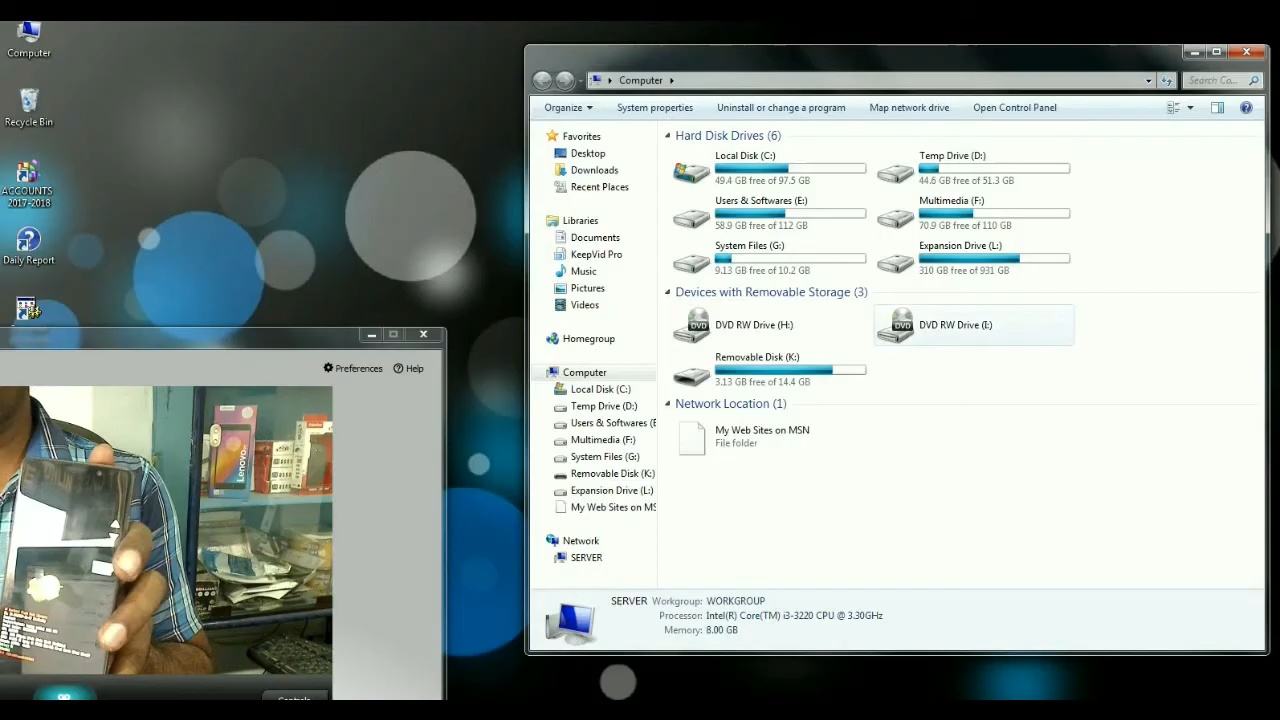 Computer
Recycle Bin
ACCOUNTS
2017-2018
Daily Report
Preferences
Help
Lenovo
Computer
Search Co...
Organize
System properties
Uninstall or change a program
Map network drive
Open Control Panel
Favorites
Desktop
Downloads
Recent Places
Libraries
Documents
KeepVid Pro
Music
Pictures
Videos
Homegroup
Computer
Local Disk (C:)
Temp Drive (D:)
Users & Softwares (E
Multimedia (F:)
System Files (G:)
Removable Disk (K:)
Expansion Drive (L:)
My Web Sites on MS
Network
SERVER
Hard Disk Drives (6)
Local Disk (C:)
49.4 GB free of 97.5 GB
Temp Drive (D:)
44.6 GB free of 51.3 GB
Users & Softwares (E:)
58.9 GB free of 112 GB
Multimedia (F:)
70.9 GB free of 110 GB
System Files (G:)
9.13 GB free of 10.2 GB
Expansion Drive (L:)
310 GB free of 931 GB
Devices with Removable Storage (3)
DVD
DVD RW Drive (H:)
DVD
DVD RW Drive (I:)
Removable Disk (K:)
3.13 GB free of 14.4 GB
Network Location (1)
My Web Sites on MSN
File folder
SERVER Workgroup: WORKGROUP
Processor: Intel(R) Core(TM) i3-3220 CPU @ 3.30GHz
Memory: 8.00 GB